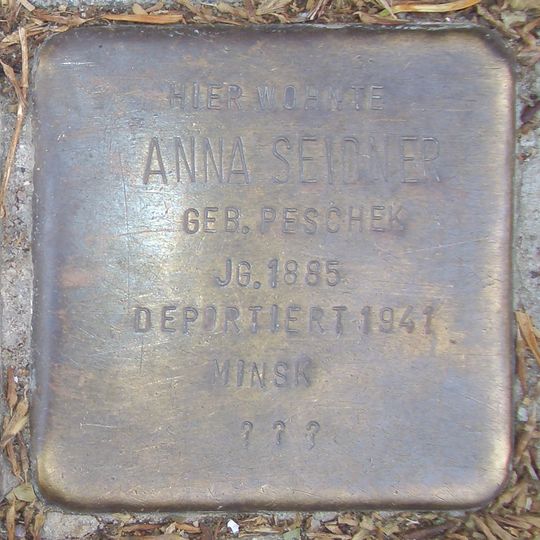 HIER WOHNTE
ANNA SEIDNER
GEB. PESCHEK
JG. 1885
DEPORTIERT 1941
MINSK
???